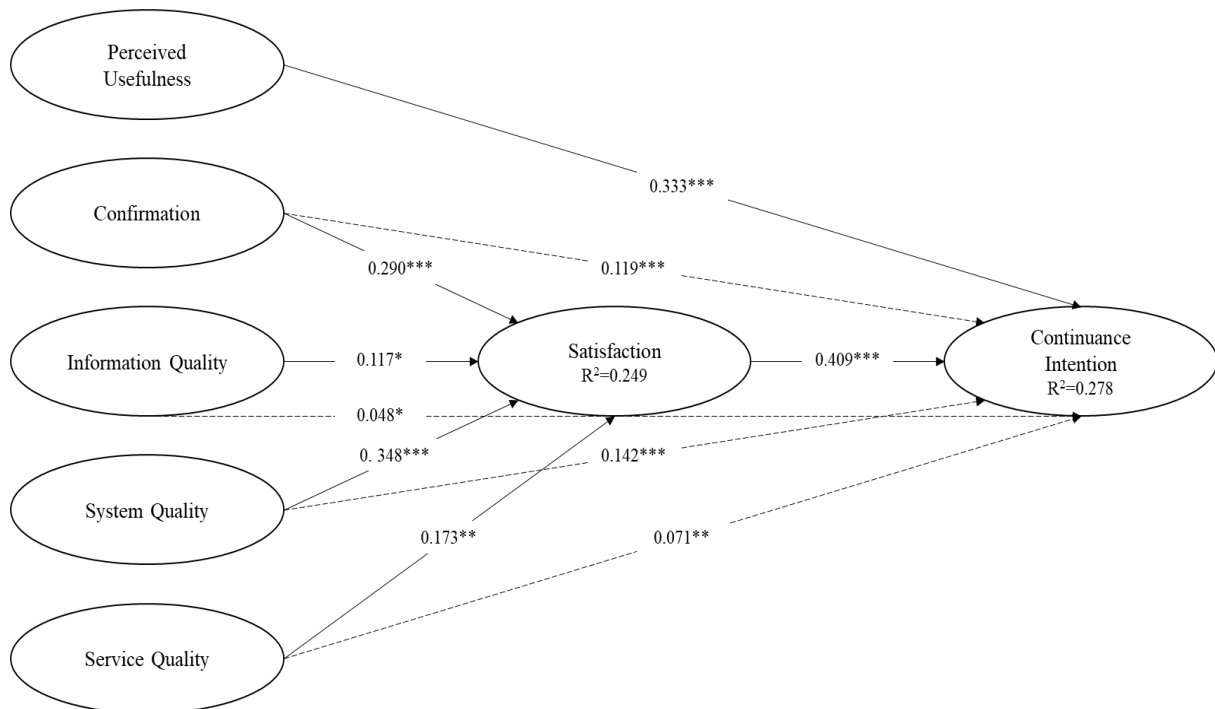 Perceived
Usefulness
0.333***
Confirmation
0.290***
0.119***
Information Quality
0.117*
Satisfaction
R²=0.249
0.409***
Continuance
Intention
R²=0.278
0.048*
0. 348***
0.142***
System Quality
0.173**
0.071**
Service Quality